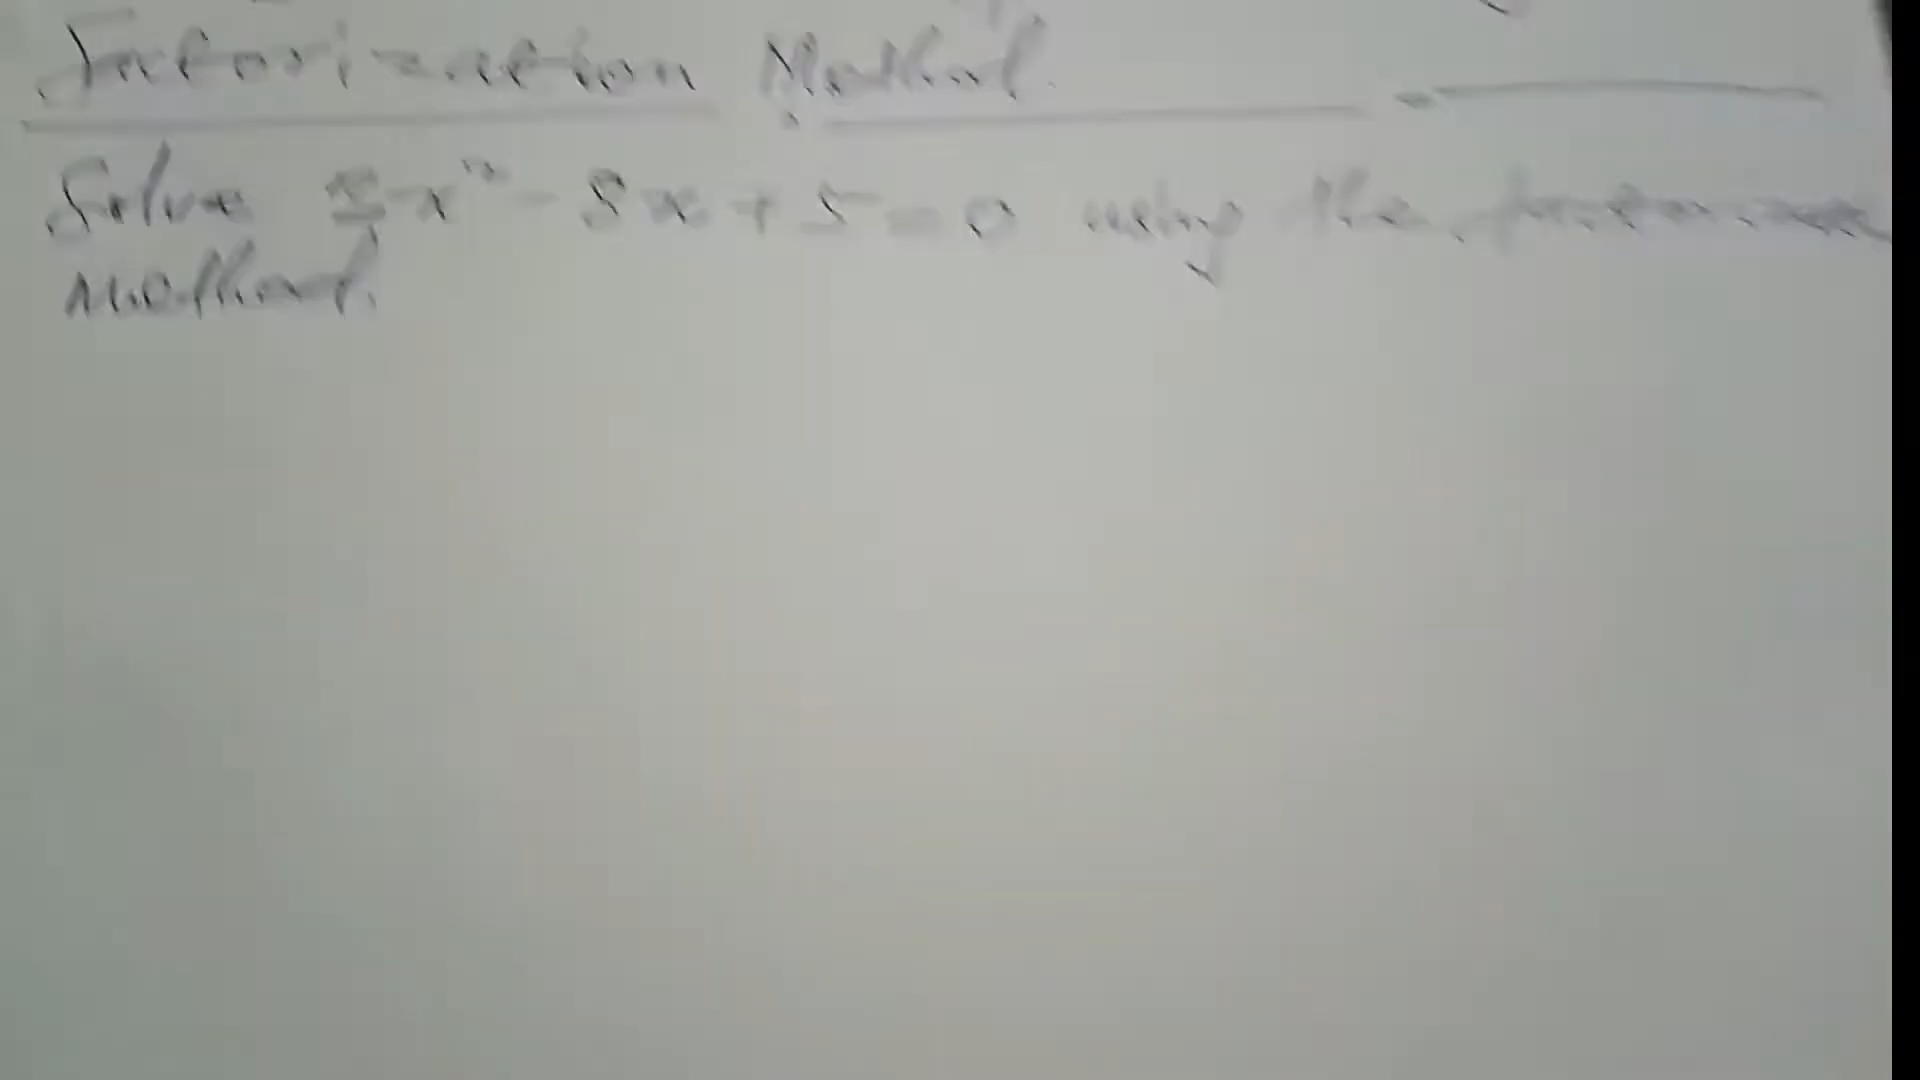 Factorization Method.
Solve 3x² - 8x + 5 = 0 using the
method.